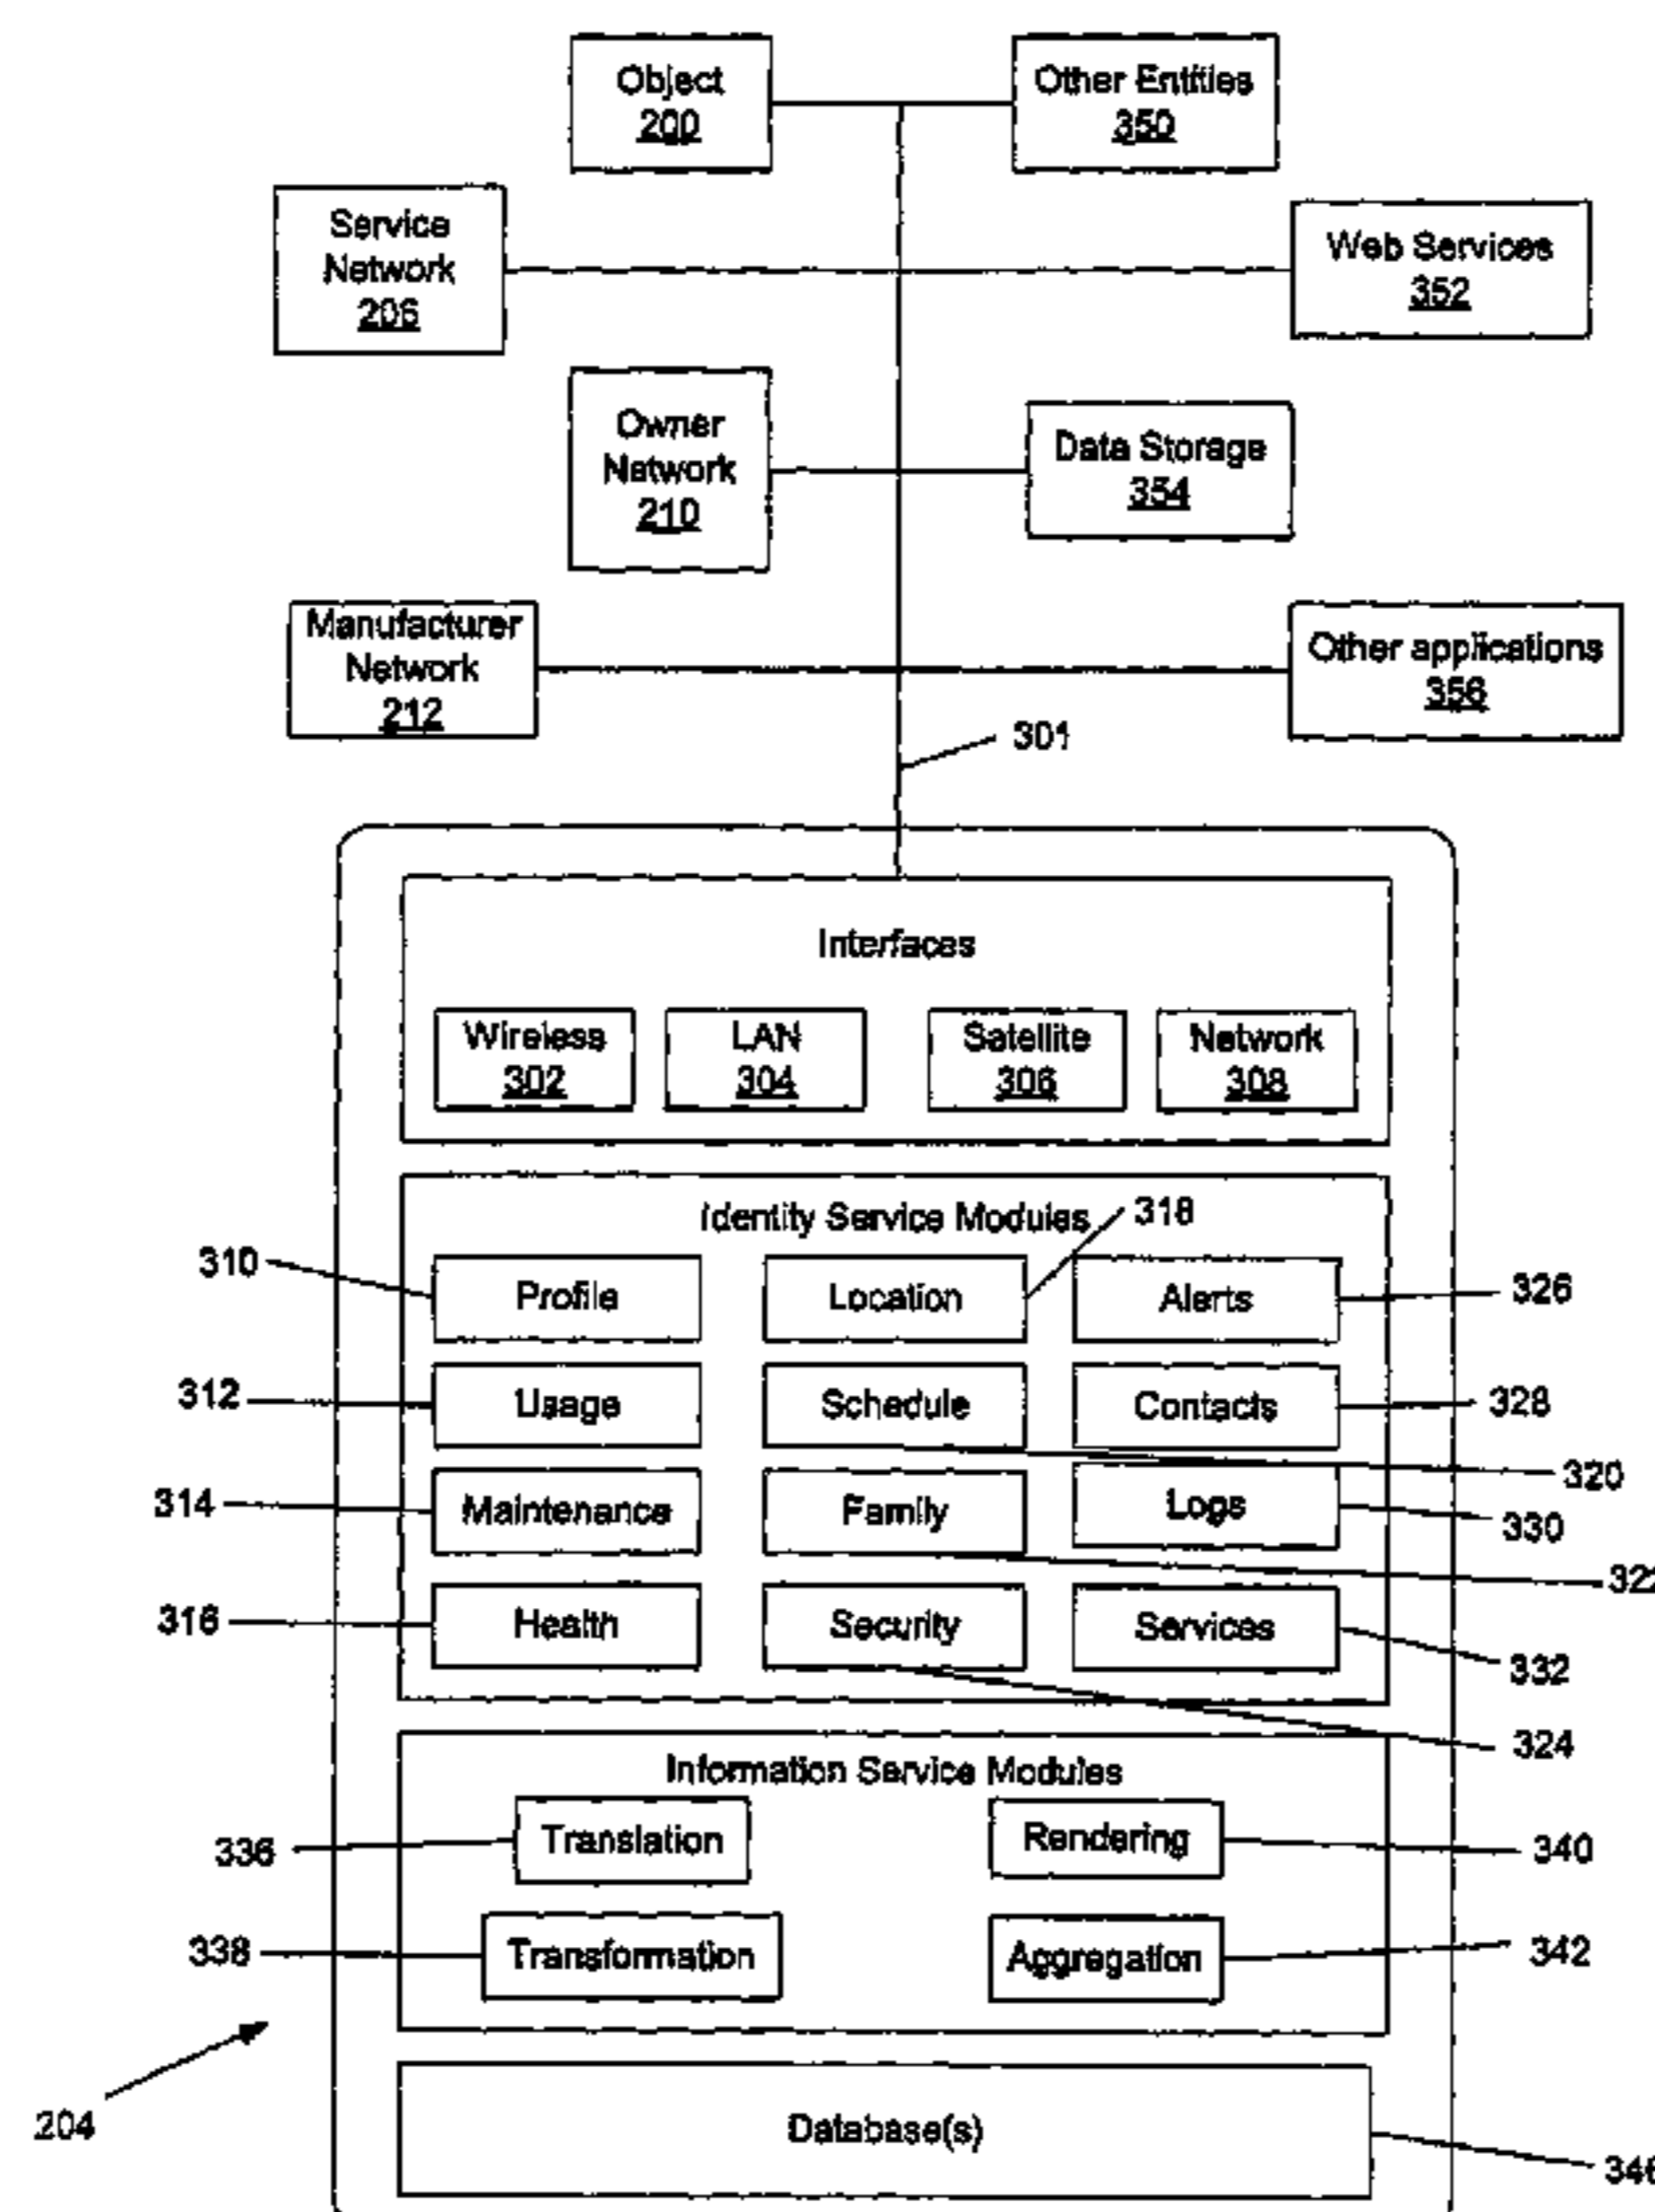 Object
200
Other Entities
350
Service
Network
206
Web Services
352
Owner
Network
210
Data Storage
354
Manufacturer
Network
212
Other applications
356
301
Interfaces
Wireless
302
LAN
304
Satellite
306
Network
308
Identity Service Modules
318
310
Profile
Location
Alerts
326
312
Usage
Schedule
Contacts
328
320
314
Maintenance
Family
Logs
330
322
316
Health
Security
Services
332
324
Information Service Modules
336
Translation
Rendering
340
338
Transformation
Aggregation
342
204
Database(s)
346